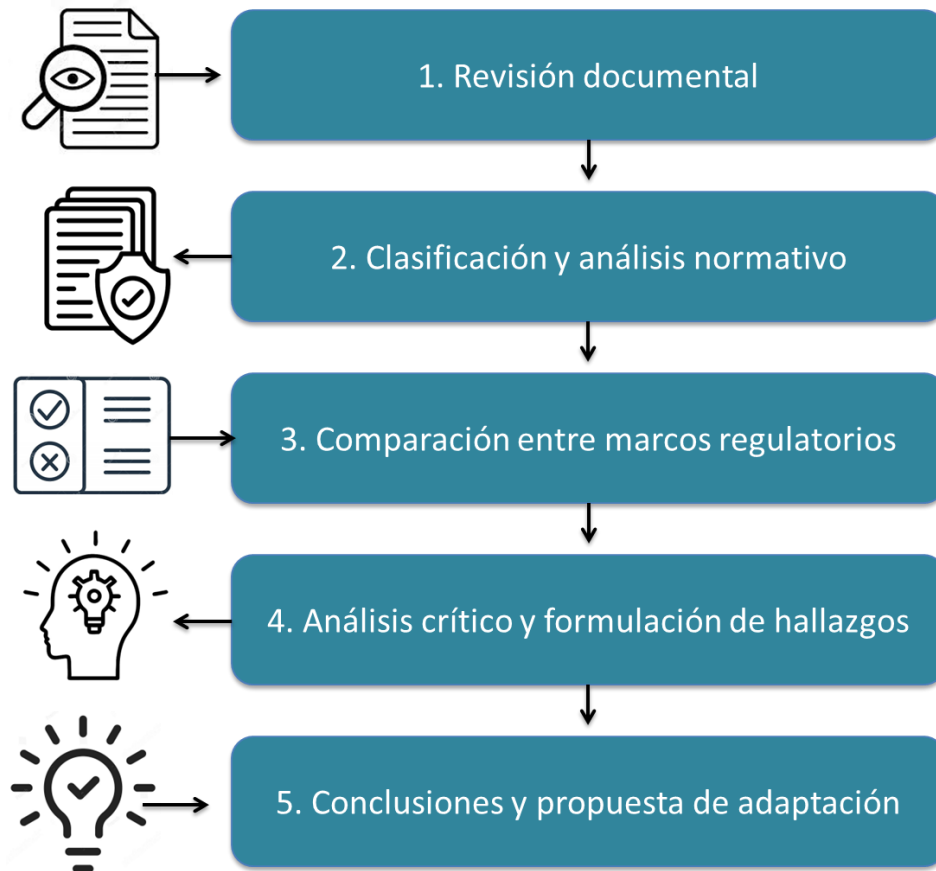 1. Revisión documental
2. Clasificación y análisis normativo
3. Comparación entre marcos regulatorios
4. Análisis crítico y formulación de hallazgos
5. Conclusiones y propuesta de adaptación